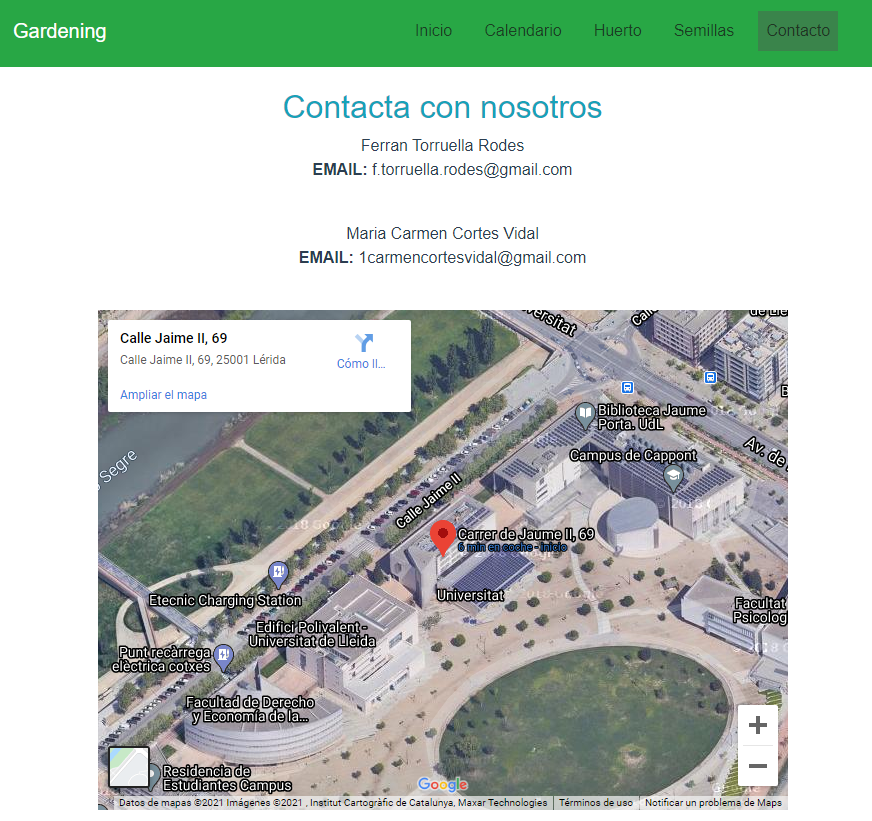 Gardening
Inicio
Calendario
Huerto
Semillas
Contacto
Contacta con nosotros
Ferran Torruella Rodes
EMAIL: f.torruella.rodes@gmail.com
Maria Carmen Cortes Vidal
EMAIL: 1carmencortesvidal@gmail.com
Calle Jaime II, 69
Calle Jaime II, 69, 25001 Lérida
Cómo ll...
Ampliar el mapa
Segre
Biblioteca Jaume
Porta. UdL
Campus de Cappont
Av. de
Calle Jaime II
Carrer de Jaume II, 69
6 min en coche - inicio
Universitat
Etecnic Charging Station
Edifici Polivalent -
Universitat de Lleida
Punt recàrrega
elèctrica cotxes
Facultat
Psicolog
Facultad de Derecho
y Economía de la...
Residencia de
Estudiantes Campus
Google
Datos de mapas ©2021 Imágenes ©2021 , Institut Cartogràfic de Catalunya, Maxar Technologies
Términos de uso
Notificar un problema de Maps